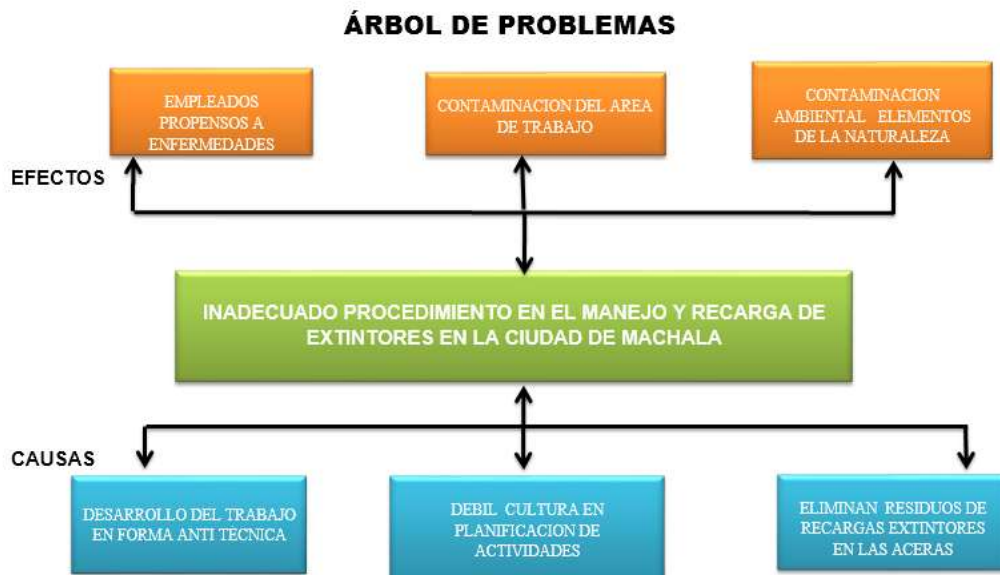 ÁRBOL DE PROBLEMAS
EMPLEADOS
PROPENSOS A
ENFERMEDADES
CONTAMINACION DEL AREA
DE TRABAJO
CONTAMINACION
AMBIENTAL ELEMENTOS
DE LA NATURALEZA
EFECTOS
INADECUADO PROCEDIMIENTO EN EL MANEJO Y RECARGA DE
EXTINTORES EN LA CIUDAD DE MACHALA
CAUSAS
DESARROLLO DEL TRABAJO
EN FORMA ANTI TÈCNICA
DEBIL CULTURA EN
PLANIFICACION DE
ACTIVIDADES
ELIMINAN RESIDUOS DE
RECARGAS EXTINTORES
EN LAS ACERAS